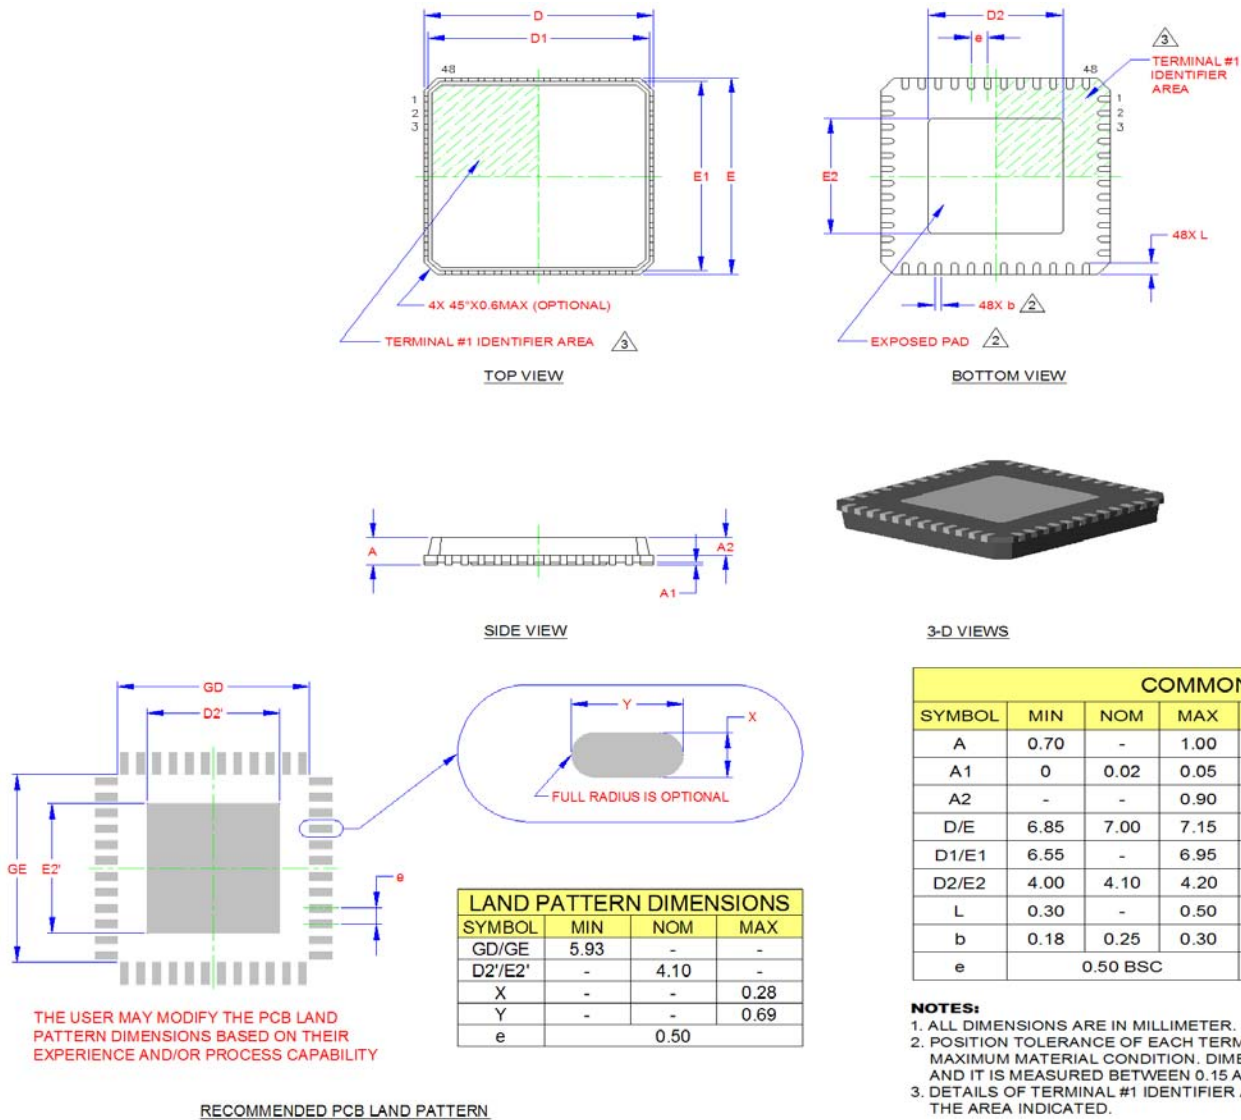 D
D1
48
1
2
3
E1
E
4X 45°X0.6MAX (OPTIONAL)
TERMINAL #1 IDENTIFIER AREA 3
TOP VIEW
D2
e
3
48
TERMINAL #1
IDENTIFIER
AREA
1
2
3
E2
48X L
48X b 2
EXPOSED PAD 2
BOTTOM VIEW
A
A2
A1
SIDE VIEW
3-D VIEWS
GD
D2'
GE
E2'
e
Y
X
FULL RADIUS IS OPTIONAL
THE USER MAY MODIFY THE PCB LAND
PATTERN DIMENSIONS BASED ON THEIR
EXPERIENCE AND/OR PROCESS CAPABILITY
RECOMMENDED PCB LAND PATTERN
LAND PATTERN DIMENSIONS
SYMBOL MIN NOM MAX
GD/GE 5.93 - -
D2'/E2' - 4.10 -
X - - 0.28
Y - - 0.69
e 0.50
COMMON
SYMBOL MIN NOM MAX
A 0.70 - 1.00
A1 0 0.02 0.05
A2 - - 0.90
D/E 6.85 7.00 7.15
D1/E1 6.55 - 6.95
D2/E2 4.00 4.10 4.20
L 0.30 - 0.50
b 0.18 0.25 0.30
e 0.50 BSC
NOTES:
1. ALL DIMENSIONS ARE IN MILLIMETER.
2. POSITION TOLERANCE OF EACH TERM
MAXIMUM MATERIAL CONDITION. DIME
AND IT IS MEASURED BETWEEN 0.15 A
3. DETAILS OF TERMINAL #1 IDENTIFIER
THE AREA INDICATED.